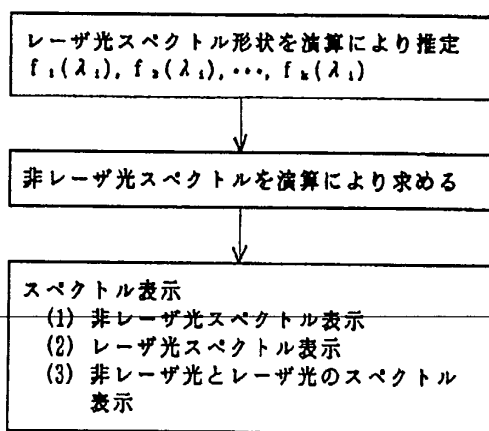 レーザ光スペクトル形状を演算により推定
f₁(λᵢ), f₂(λᵢ), ···, fₖ(λᵢ)
非レーザ光スペクトルを演算により求める
スペクトル表示
(1) 非レーザ光スペクトル表示
(2) レーザ光スペクトル表示
(3) 非レーザ光とレーザ光のスペクトル
表示